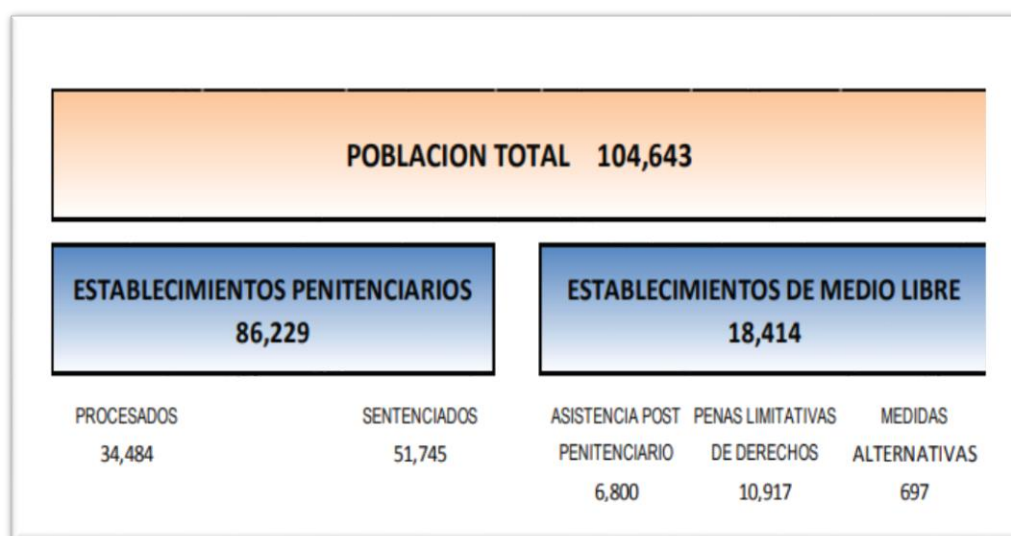 POBLACION TOTAL 104,643
ESTABLECIMIENTOS PENITENCIARIOS
86,229
ESTABLECIMIENTOS DE MEDIO LIBRE
18,414
PROCESADOS
34,484
SENTENCIADOS
51,745
ASISTENCIA POST
PENITENCIARIO
6,800
PENAS LIMITATIVAS
DE DERECHOS
10,917
MEDIDAS
ALTERNATIVAS
697